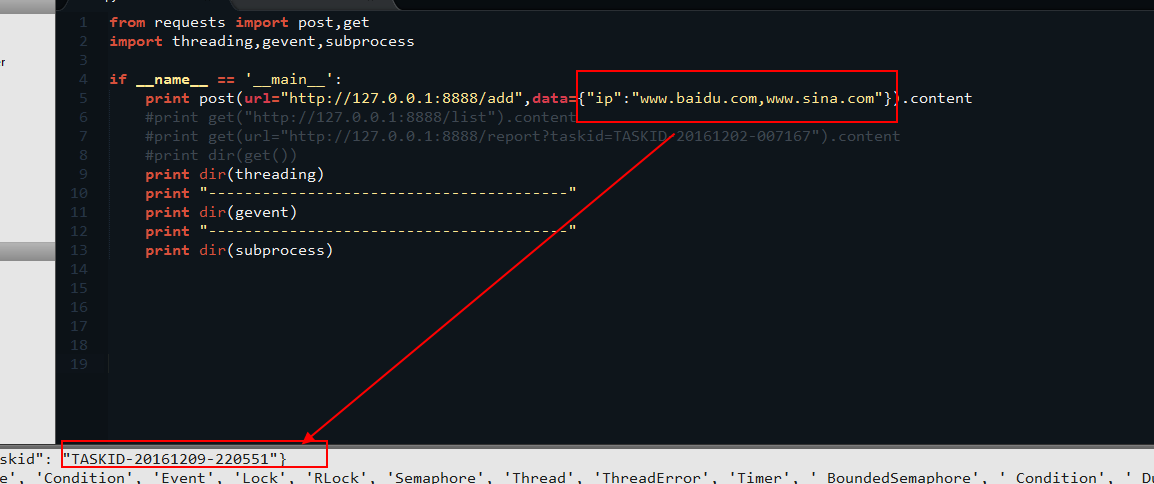 1 from requests import post,get
2 import threading,gevent,subprocess
3
4 if __name__ == '__main__':
5 print post(url="http://127.0.0.1:8888/add",data={"ip":"www.baidu.com,www.sina.com"}).content
6 #print get("http://127.0.0.1:8888/list").content
7 #print get(url="http://127.0.0.1:8888/report?taskid=TASKID-20161202-007167").content
8 #print dir(get())
9 print dir(threading)
10 print "----------------------------------------"
11 print dir(gevent)
12 print "----------------------------------------"
13 print dir(subprocess)
14
15
16
17
18
19
skid": "TASKID-20161209-220551"}
e', 'Condition', 'Event', 'Lock', 'RLock', 'Semaphore', 'Thread', 'ThreadError', 'Timer', '_BoundedSemaphore', '_Condition', '_Du